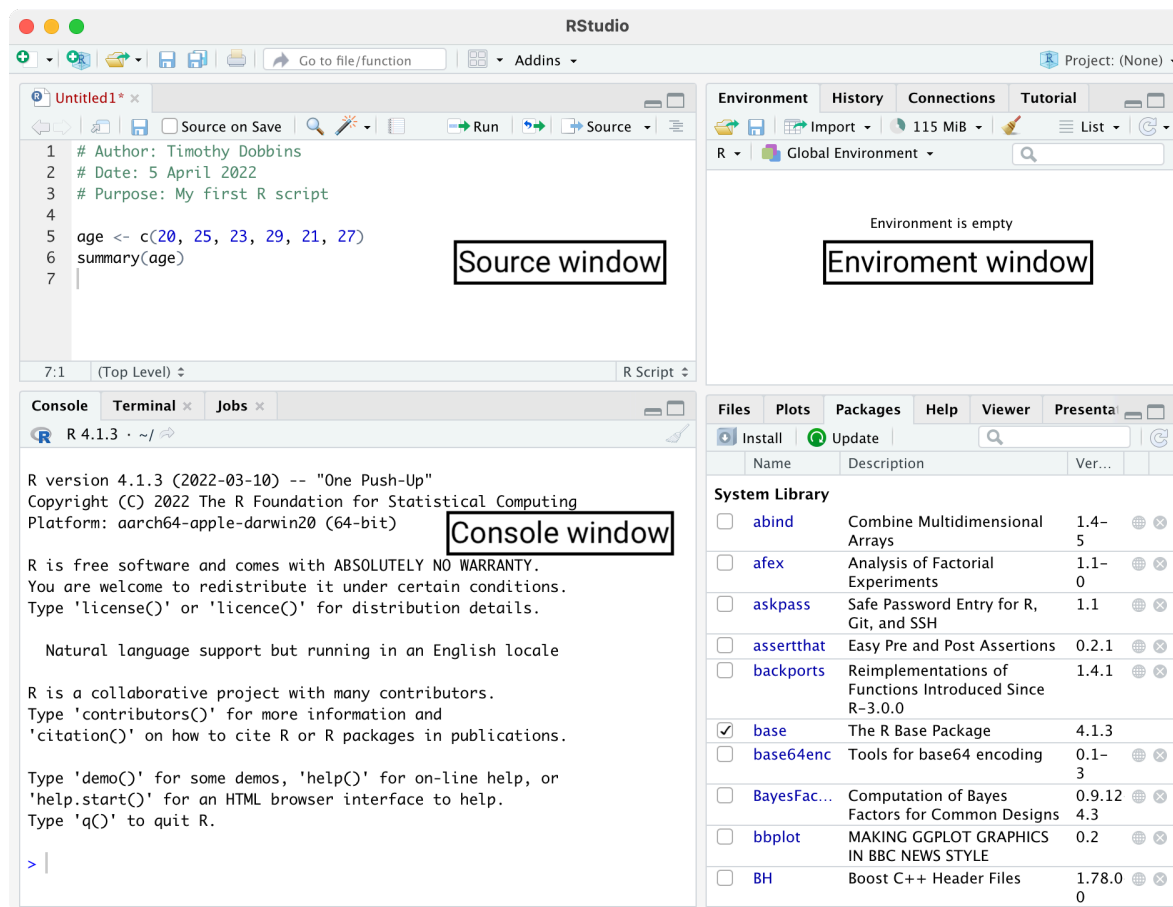 RStudio
Go to file/function Addins Project: (None)
Untitled1*
Source on Save Run Source
1 # Author: Timothy Dobbins
2 # Date: 5 April 2022
3 # Purpose: My first R script
4
5 age <- c(20, 25, 23, 29, 21, 27)
6 summary(age)
7
Source window
7:1 (Top Level) R Script
Environment History Connections Tutorial
Import 115 MiB List
R Global Environment
Environment is empty
Enviroment window
Console Terminal Jobs
R 4.1.3 · ~/
R version 4.1.3 (2022-03-10) -- "One Push-Up"
Copyright (C) 2022 The R Foundation for Statistical Computing
Platform: aarch64-apple-darwin20 (64-bit)
Console window
R is free software and comes with ABSOLUTELY NO WARRANTY.
You are welcome to redistribute it under certain conditions.
Type 'license()' or 'licence()' for distribution details.
Natural language support but running in an English locale
R is a collaborative project with many contributors.
Type 'contributors()' for more information and
'citation()' on how to cite R or R packages in publications.
Type 'demo()' for some demos, 'help()' for on-line help, or
'help.start()' for an HTML browser interface to help.
Type 'q()' to quit R.
>
Files Plots Packages Help Viewer Presenta
Install Update
Name Description Ver...
System Library
abind Combine Multidimensional 1.4-
Arrays 5
afex Analysis of Factorial 1.1-
Experiments 0
askpass Safe Password Entry for R, 1.1
Git, and SSH
assertthat Easy Pre and Post Assertions 0.2.1
backports Reimplementations of 1.4.1
Functions Introduced Since
R-3.0.0
base The R Base Package 4.1.3
base64enc Tools for base64 encoding 0.1-
3
BayesFac... Computation of Bayes 0.9.12
Factors for Common Designs 4.3
bbplot MAKING GGPLOT GRAPHICS 0.2
IN BBC NEWS STYLE
BH Boost C++ Header Files 1.78.0
0